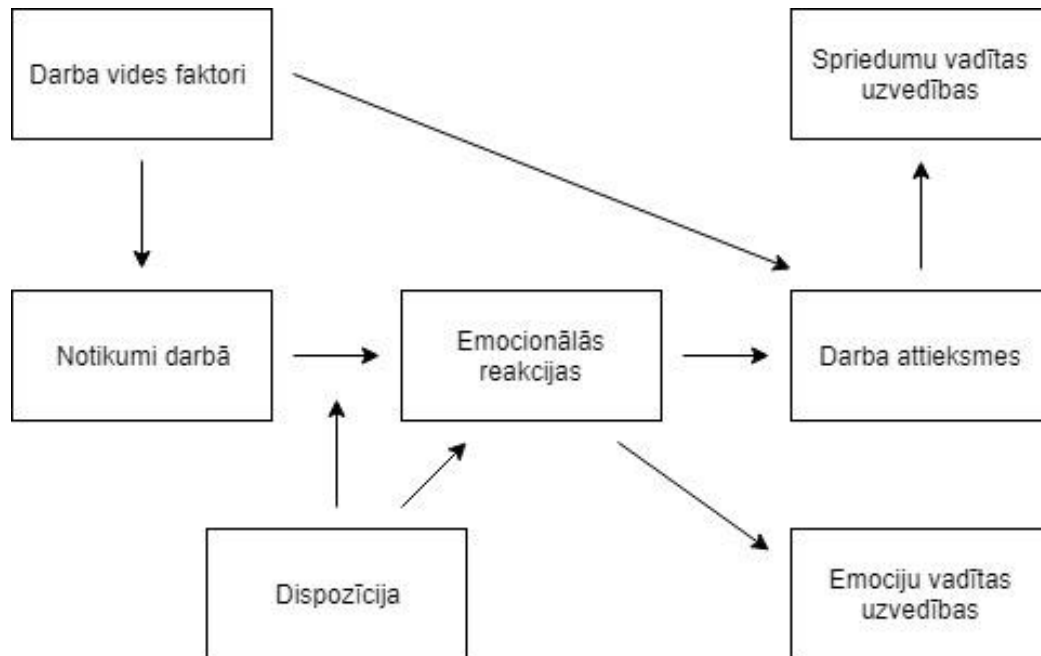 Darba vides faktori
Spriedumu vadītas
uzvedības
Notikumi darbā
Emocionālās
reakcijas
Darba attieksmes
Dispozīcija
Emociju vadītas
uzvedības